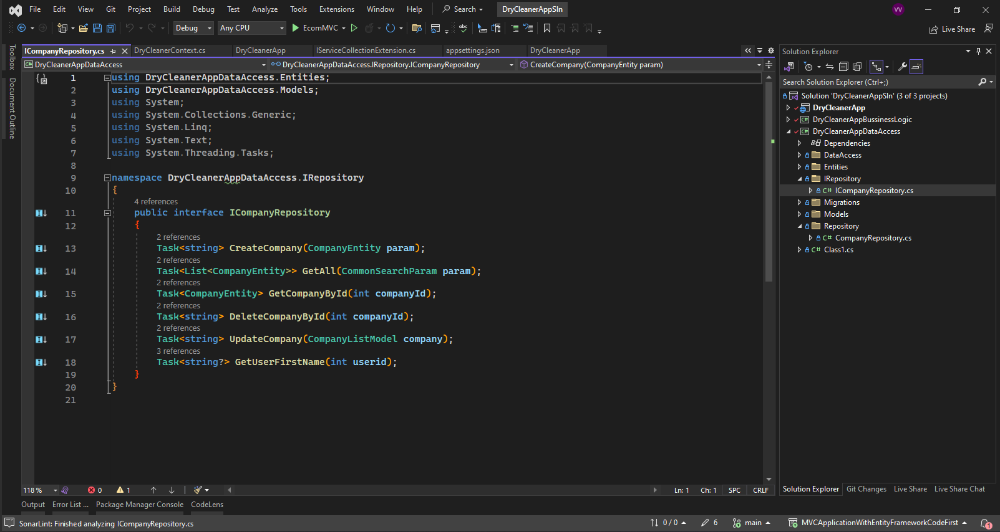 File Edit View Git Project Build Debug Test Analyze Tools Extensions Window Help Search DryCleanerAppSln VV
Debug Any CPU EcomMVC Live Share
Toolbox
Document Outline
ICompanyRepository.cs DryCleanerContext.cs DryCleanerApp IServiceCollectionExtension.cs appsettings.json DryCleanerApp
DryCleanerAppDataAccess DryCleanerAppDataAccess.IRepository.ICompanyRepository CreateCompany(CompanyEntity param)
1 using DryCleanerAppDataAccess.Entities;
2 using DryCleanerAppDataAccess.Models;
3 using System;
4 using System.Collections.Generic;
5 using System.Linq;
6 using System.Text;
7 using System.Threading.Tasks;
8
9 namespace DryCleanerAppDataAccess.IRepository
10 {
4 references
11 public interface ICompanyRepository
12 {
2 references
13 Task<string> CreateCompany(CompanyEntity param);
2 references
14 Task<List<CompanyEntity>> GetAll(CommonSearchParam param);
2 references
15 Task<CompanyEntity> GetCompanyById(int companyId);
2 references
16 Task<string> DeleteCompanyById(int companyId);
2 references
17 Task<string> UpdateCompany(CompanyListModel company);
3 references
18 Task<string?> GetUserFirstName(int userid);
19 }
20 }
21
118 % 0 1 Ln: 1 Ch: 1 SPC CRLF
Output Error List ... Package Manager Console CodeLens
Solution Explorer
Search Solution Explorer (Ctrl+;)
Solution 'DryCleanerAppSln' (3 of 3 projects)
DryCleanerApp
C# DryCleanerAppBussinessLogic
C# DryCleanerAppDataAccess
Dependencies
DataAccess
Entities
IRepository
C# ICompanyRepository.cs
Migrations
Models
Repository
C# CompanyRepository.cs
C# Class1.cs
Solution Explorer Git Changes Live Share Live Share Chat
SonarLint: Finished analyzing ICompanyRepository.cs 0 / 0 6 main MVCApplicationWithEntityFrameworkCodeFirst 1